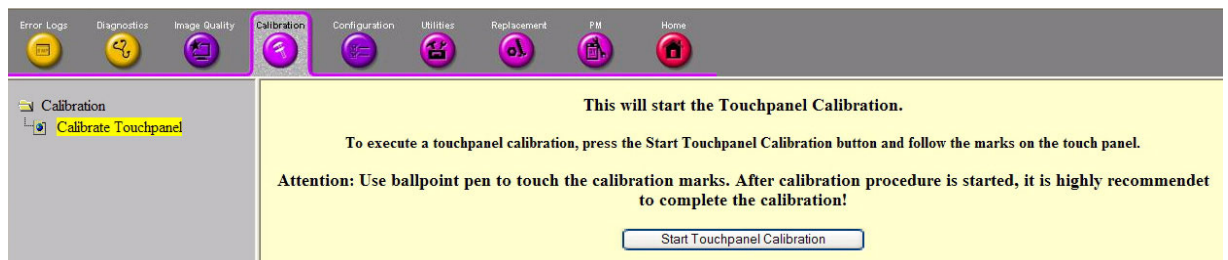 Error Logs Diagnostics Image Quality Calibration Configuration Utilities Replacement PM Home
Calibration
Calibrate Touchpanel
This will start the Touchpanel Calibration.
To execute a touchpanel calibration, press the Start Touchpanel Calibration button and follow the marks on the touch panel.
Attention: Use ballpoint pen to touch the calibration marks. After calibration procedure is started, it is highly recommendet
to complete the calibration!
Start Touchpanel Calibration